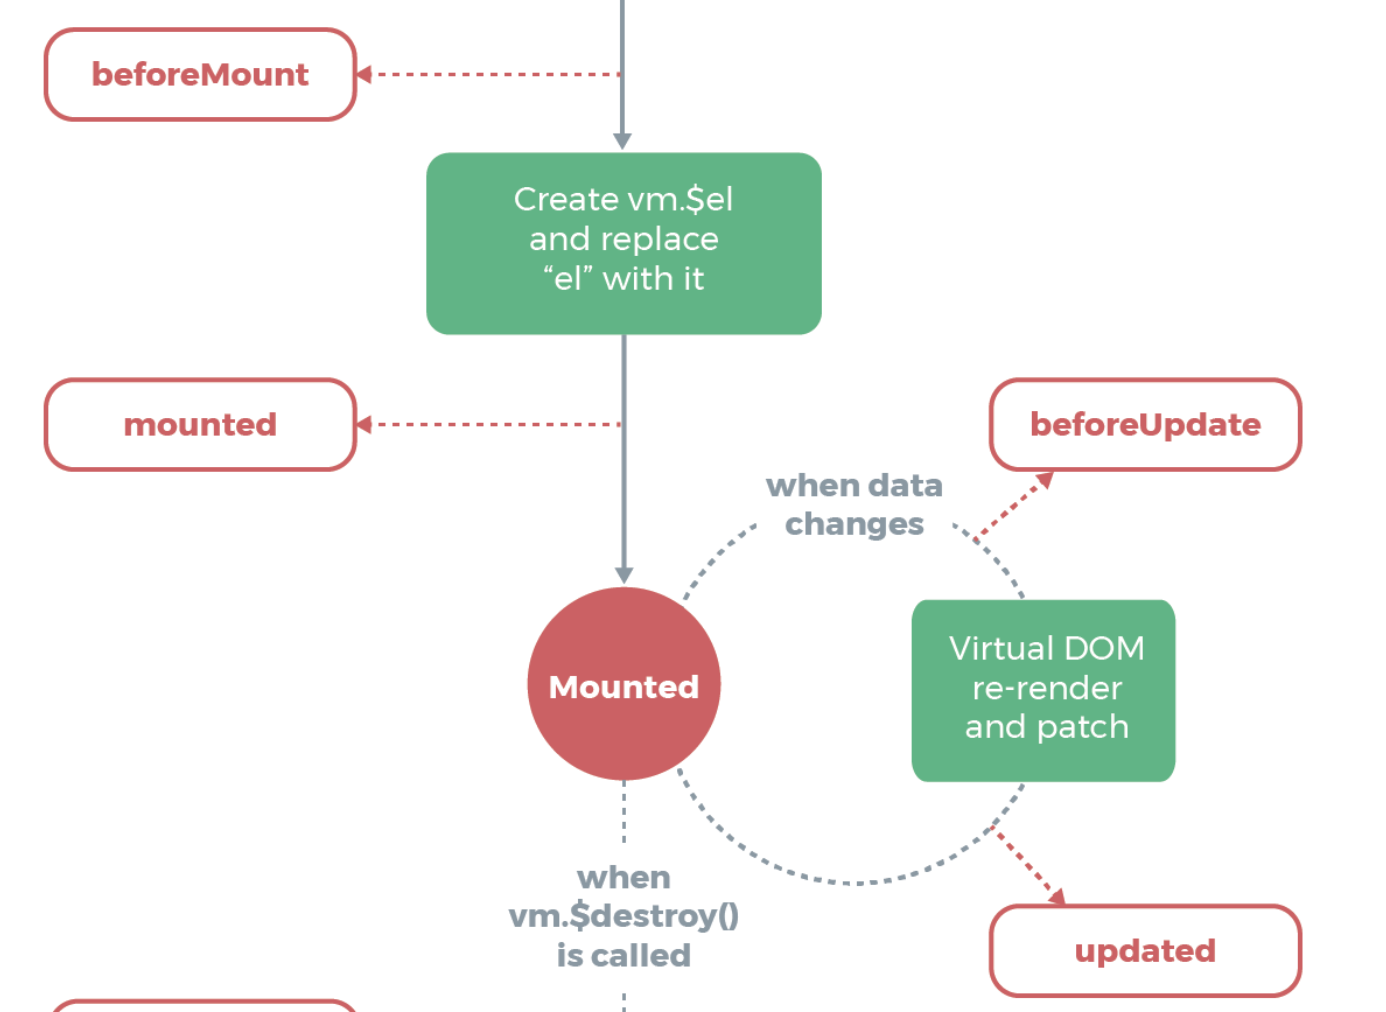 beforeMount
Create vm.$el
and replace
“el” with it
mounted
beforeUpdate
when data
changes
Mounted
Virtual DOM
re-render
and patch
when
vm.$destroy()
is called
updated